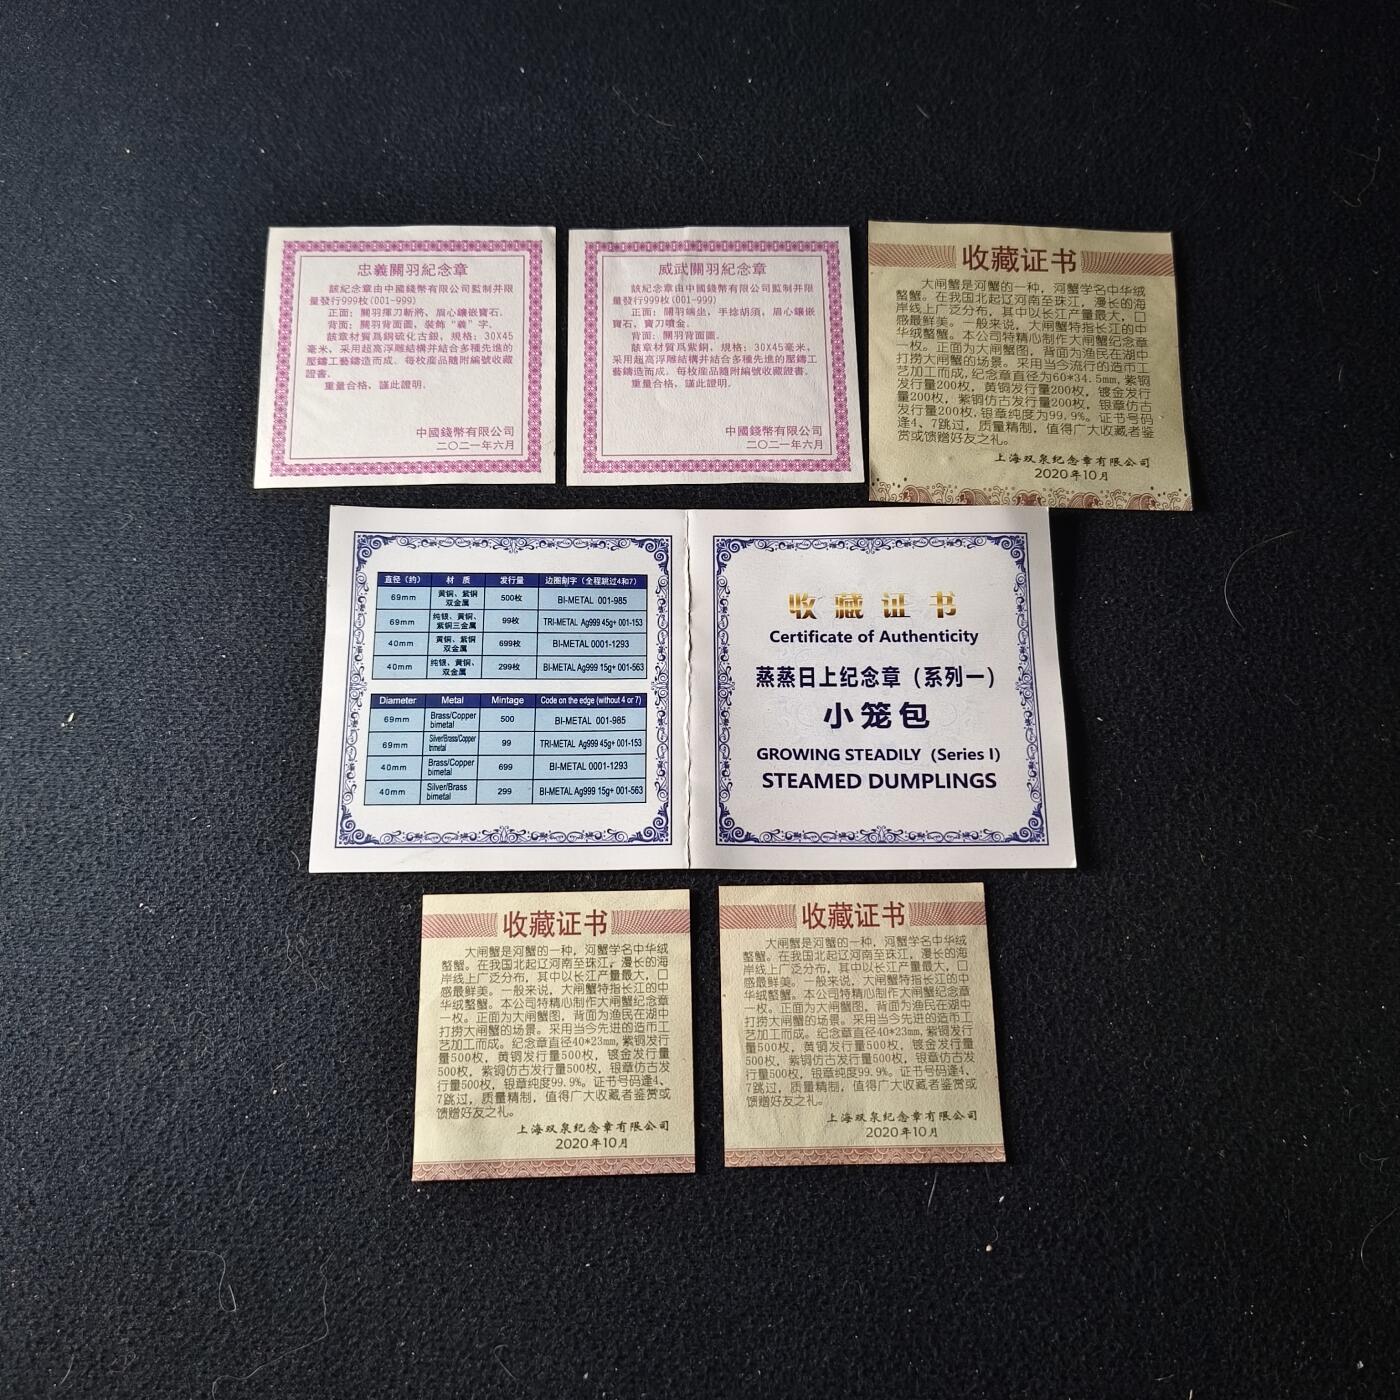 忠義關羽紀念章
該紀念章由中國錢幣有限公司監制并限
量發行999枚(001-999)
正面：關羽揮刀斬將、眉心鑲嵌寶石。
背面：關羽背面圖，裝飾“義”字。
該章材質爲銅硫化古銀，規格：30X45
毫米，采用超高浮雕結構并結合多種先進的
壓鑄工藝鑄造而成。每枚産品隨附編號收藏
證書。
重量合格、謹此證明。
中國錢幣有限公司
二〇二一年六月
威武關羽紀念章
該紀念章由中國錢幣有限公司監制并限
量發行999枚(001-999)
正面：關羽端坐，手捻胡須，眉心鑲嵌
寶石，寶刀噴金。
背面：關羽背面圖。
該章材質爲紫銅，規格：30X45毫米，
采用超高浮雕結構并結合多種先進的壓鑄工
藝鑄造而成。每枚産品隨附編號收藏證書。
重量合格、謹此證明。
中國錢幣有限公司
二〇二一年六月
收藏证书
大闸蟹是河蟹的一种，河蟹学名中华绒
螯蟹。在我国北起辽河南至珠江，漫长的海
岸线上广泛分布，其中以长江产量最大，口
感最鲜美。一般来说，大闸蟹特指长江的中
华绒螯蟹。本公司特精心制作大闸蟹纪念章
一枚。正面为大闸蟹图，背面为渔民在湖中
打捞大闸蟹的场景。采用当今流行的造币工
艺加工而成，纪念章直径为60*34.5mm,紫铜
发行量200枚，黄铜发行量200枚，镀金发行
量200枚，紫铜仿古发行量200枚，银章仿古
发行量200枚,银章纯度为99.9%。证书号码
逢4、7跳过，质量精制，值得广大收藏者鉴
赏或馈赠好友之礼。
上海双泉纪念章有限公司
2020年10月
直径（约） 材 质 发行量 边圈刻字（全程跳过4和7）
69mm 黄铜、紫铜双金属 500枚 BI-METAL 001-985
69mm 纯银、黄铜、紫铜三金属 99枚 TRI-METAL Ag999 45g+ 001-153
40mm 黄铜、紫铜双金属 699枚 BI-METAL 0001-1293
40mm 纯银、黄铜、双金属 299枚 BI-METAL Ag999 15g+ 001-563
Diameter Metal Mintage Code on the edge (without 4 or 7)
69mm Brass/Copper bimetal 500 BI-METAL 001-985
69mm Silver/Brass/Copper trimetal 99 TRI-METAL Ag999 45g+ 001-153
40mm Brass/Copper bimetal 699 BI-METAL 0001-1293
40mm Silver/Brass bimetal 299 BI-METAL Ag999 15g+ 001-563
收藏证书
Certificate of Authenticity
蒸蒸日上纪念章（系列一）
小笼包
GROWING STEADILY (Series I)
STEAMED DUMPLINGS
收藏证书
大闸蟹是河蟹的一种，河蟹学名中华绒
螯蟹。在我国北起辽河南至珠江，漫长的海
岸线上广泛分布，其中以长江产量最大，口
感最鲜美。一般来说，大闸蟹特指长江的中
华绒螯蟹。本公司特精心制作大闸蟹纪念章
一枚。正面为大闸蟹图，背面为渔民在湖中
打捞大闸蟹的场景。采用当今先进的造币工
艺加工而成。纪念章直径40*23mm,紫铜发行
量500枚，黄铜发行量500枚，镀金发行量
500枚，紫铜仿古发行量500枚，银章仿古发
行量500枚，银章纯度99.9%。证书号码逢4、
7跳过，质量精制，值得广大收藏者鉴赏或
馈赠好友之礼。
上海双泉纪念章有限公司
2020年10月
收藏证书
大闸蟹是河蟹的一种，河蟹学名中华绒
螯蟹。在我国北起辽河南至珠江，漫长的海
岸线上广泛分布，其中以长江产量最大，口
感最鲜美。一般来说，大闸蟹特指长江的中
华绒螯蟹。本公司特精心制作大闸蟹纪念章
一枚。正面为大闸蟹图，背面为渔民在湖中
打捞大闸蟹的场景。采用当今先进的造币工
艺加工而成。纪念章直径40*23mm,紫铜发行
量500枚，黄铜发行量500枚，镀金发行量
500枚，紫铜仿古发行量500枚，银章仿古发
行量500枚，银章纯度99.9%。证书号码逢4、
7跳过，质量精制，值得广大收藏者鉴赏或
馈赠好友之礼。
上海双泉纪念章有限公司
2020年10月